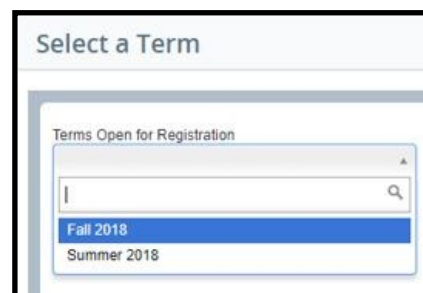 Select a Term
Terms Open for Registration
Fall 2018
Summer 2018